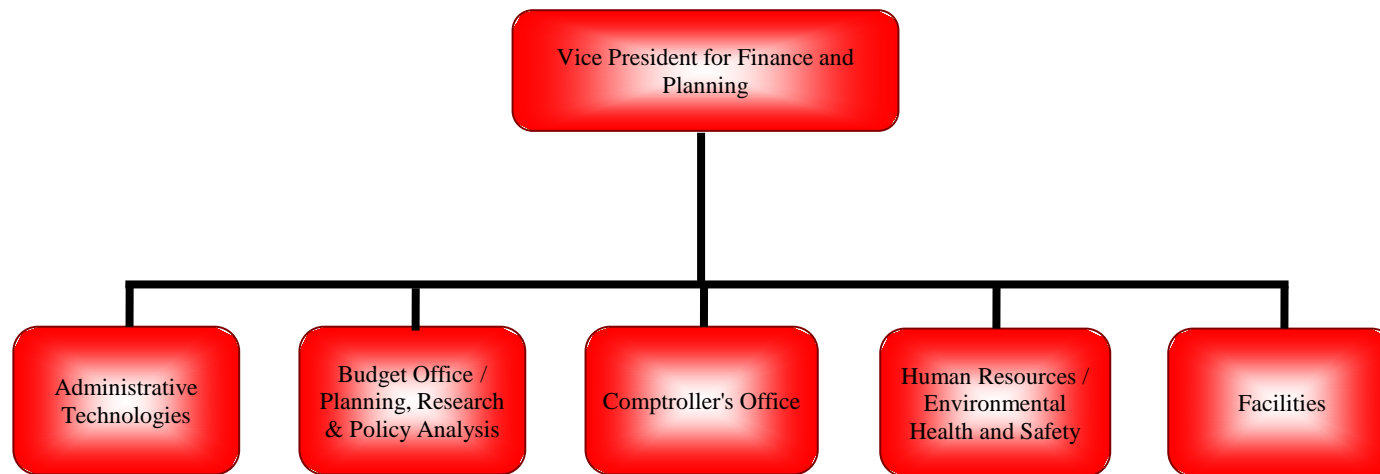 Vice President for Finance and
Planning
Administrative
Technologies
Budget Office /
Planning, Research
& Policy Analysis
Comptroller's Office
Human Resources /
Environmental
Health and Safety
Facilities